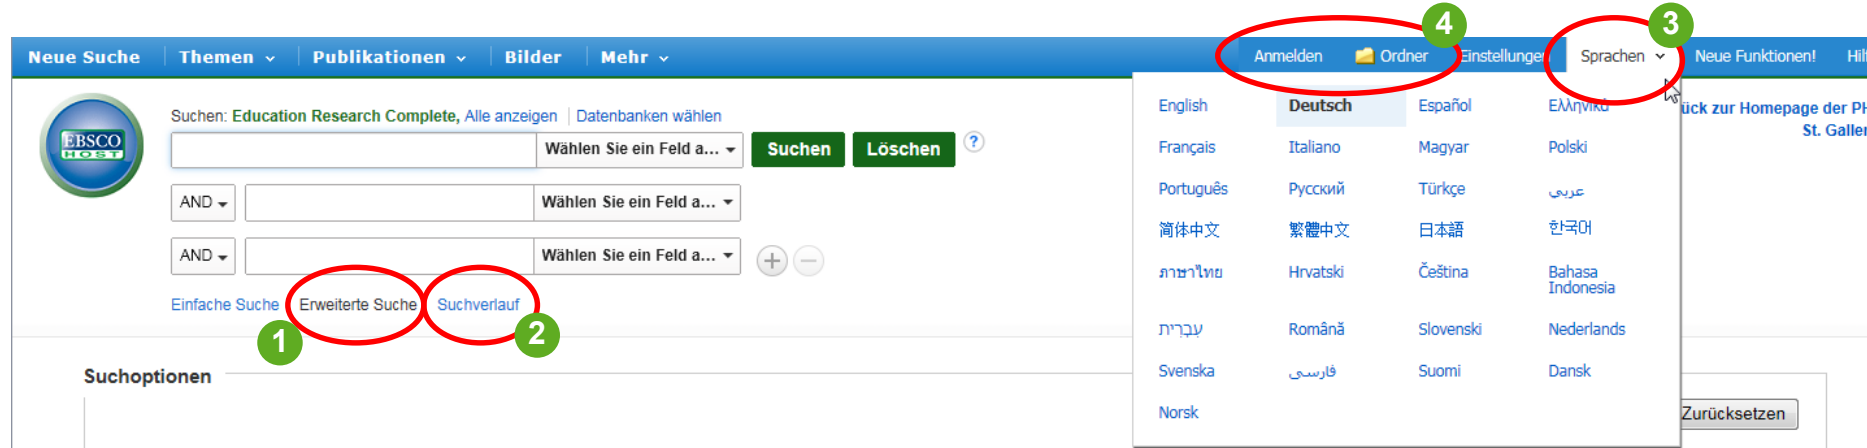 4
3
Neue Suche Themen Publikationen Bilder Mehr Anmelden Ordner Einstellungen Sprachen Neue Funktionen!
EBSCO
HOST
Suchen: Education Research Complete, Alle anzeigen Datenbanken wählen
Wählen Sie ein Feld a... Suchen Löschen ?
AND Wählen Sie ein Feld a...
AND Wählen Sie ein Feld a...
Einfache Suche Erweiterte Suche Suchverlauf
1
2
Suchoptionen
English Deutsch Español Ελληνικά
Français Italiano Magyar Polski
Português Русский Türkçe عربي
简体中文 繁體中文 日本語 한국어
ภาษาไทย Hrvatski Čeština Bahasa
Indonesia
עִבְרִית Română Slovenski Nederlands
Svenska فارسی Suomi Dansk
Norsk
ück zur Homepage der PH
St. Gallen
Zurücksetzen